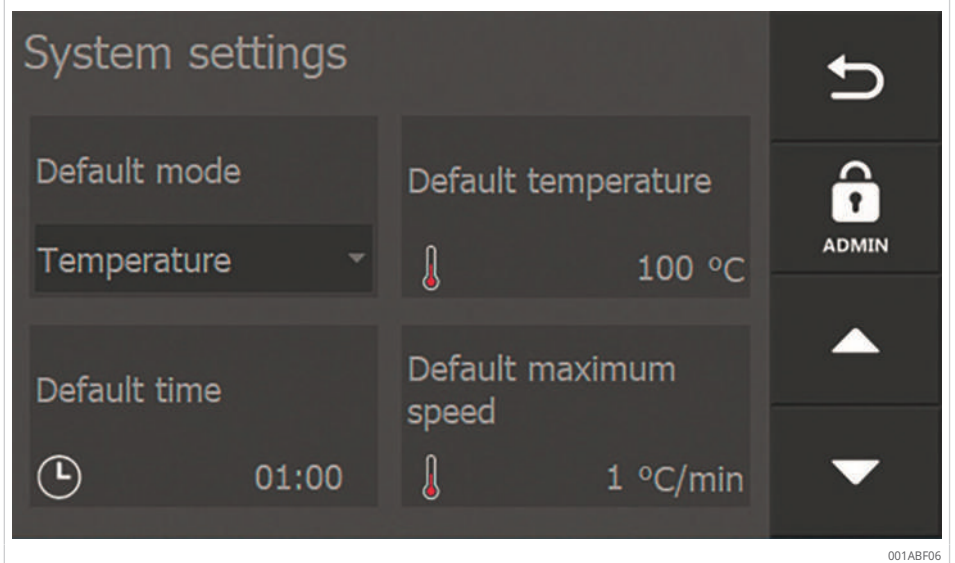 System settings
Default mode
Temperature
Default temperature
100 °C
Default time
01:00
Default maximum
speed
1 °C/min
ADMIN
001ABF06